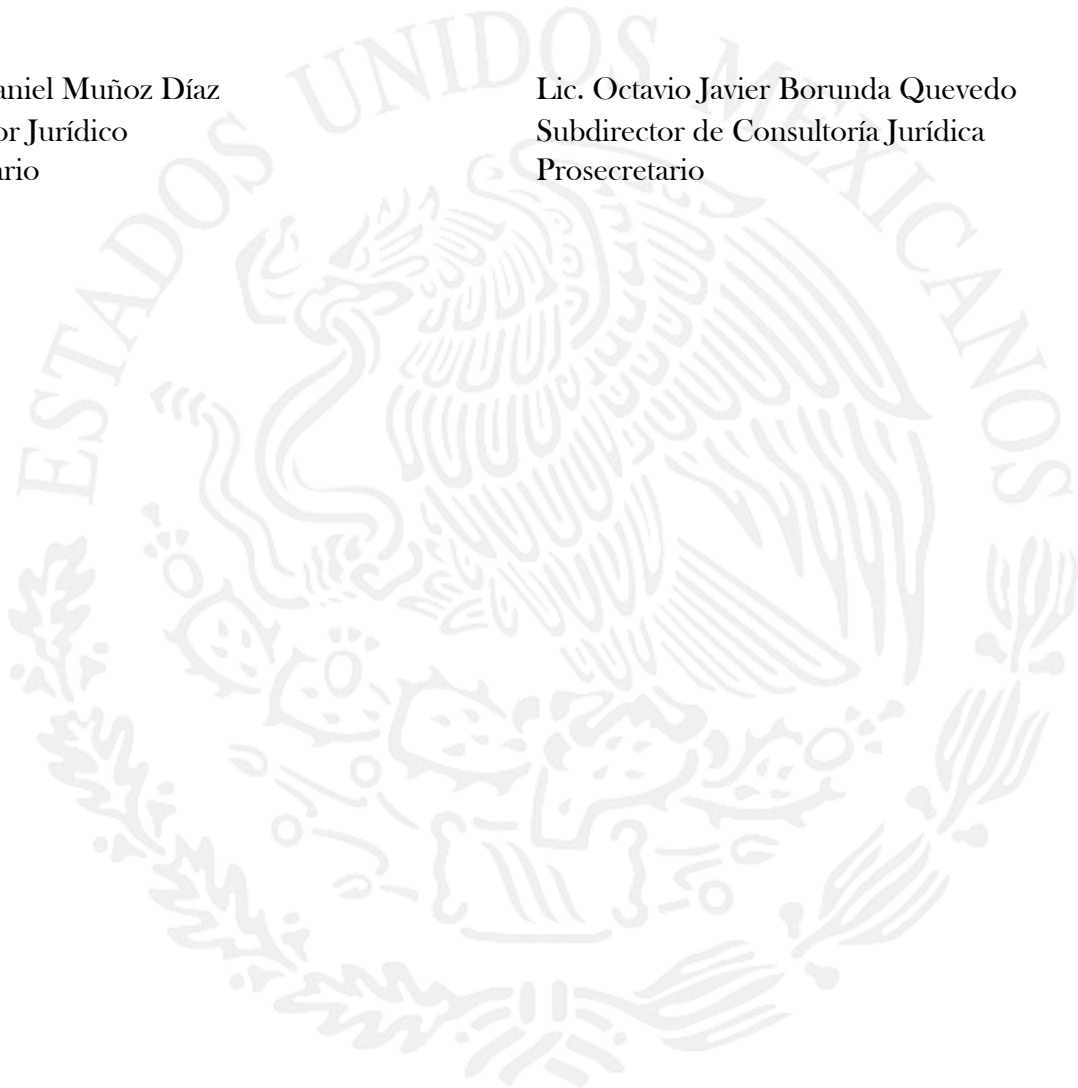 aniel Muñoz Díaz
or Jurídico
ario
Lic. Octavio Javier Borunda Quevedo
Subdirector de Consultoría Jurídica
Prosecretario
ESTADOS UNIDOS MEXICANOS